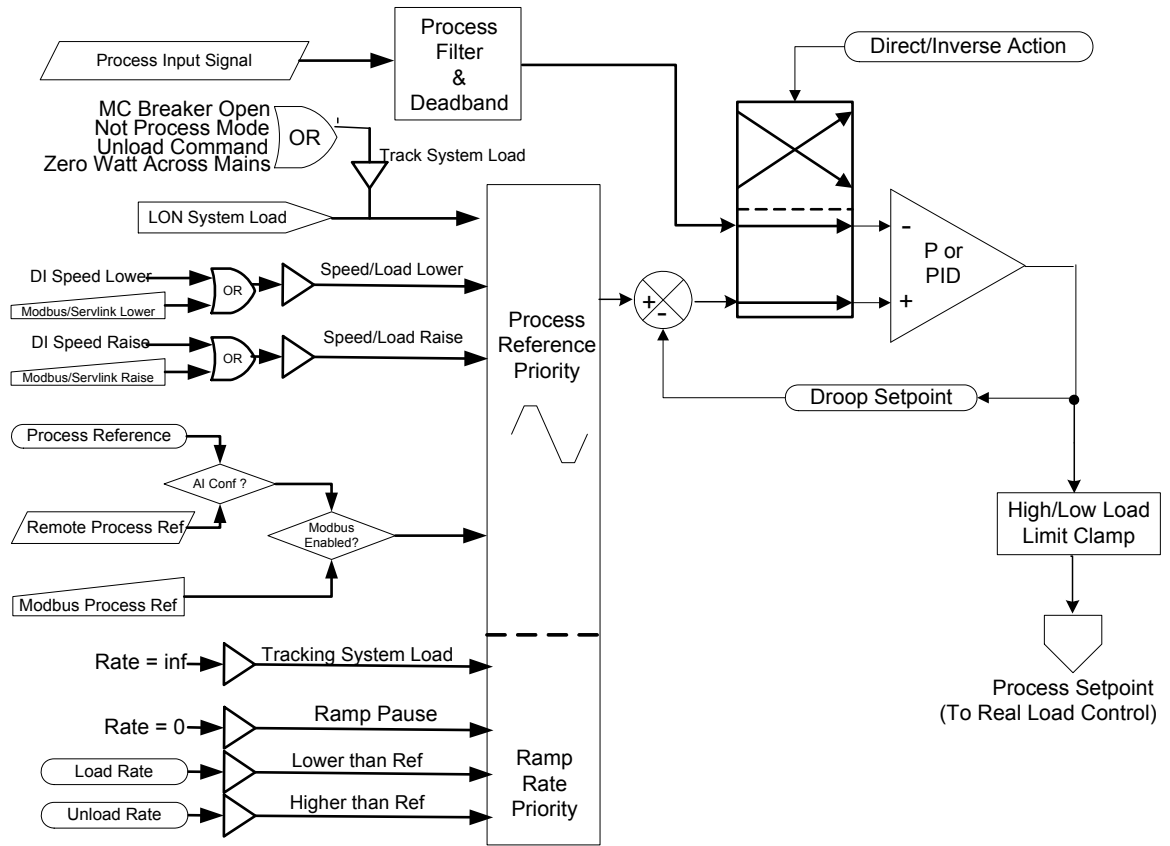 Process Input Signal
Process
Filter
&
Deadband
Direct/Inverse Action
MC Breaker Open
Not Process Mode
Unload Command
Zero Watt Across Mains
OR
Track System Load
LON System Load
DI Speed Lower
Modbus/Servlink Lower
OR
Speed/Load Lower
DI Speed Raise
Modbus/Servlink Raise
OR
Speed/Load Raise
Process
Reference
Priority
+
-
-
+
P or
PID
Droop Setpoint
Process Reference
AI Conf ?
Remote Process Ref
Modbus
Enabled?
Modbus Process Ref
High/Low Load
Limit Clamp
Process Setpoint
(To Real Load Control)
Rate = inf
Tracking System Load
Rate = 0
Ramp Pause
Load Rate
Lower than Ref
Unload Rate
Higher than Ref
Ramp
Rate
Priority